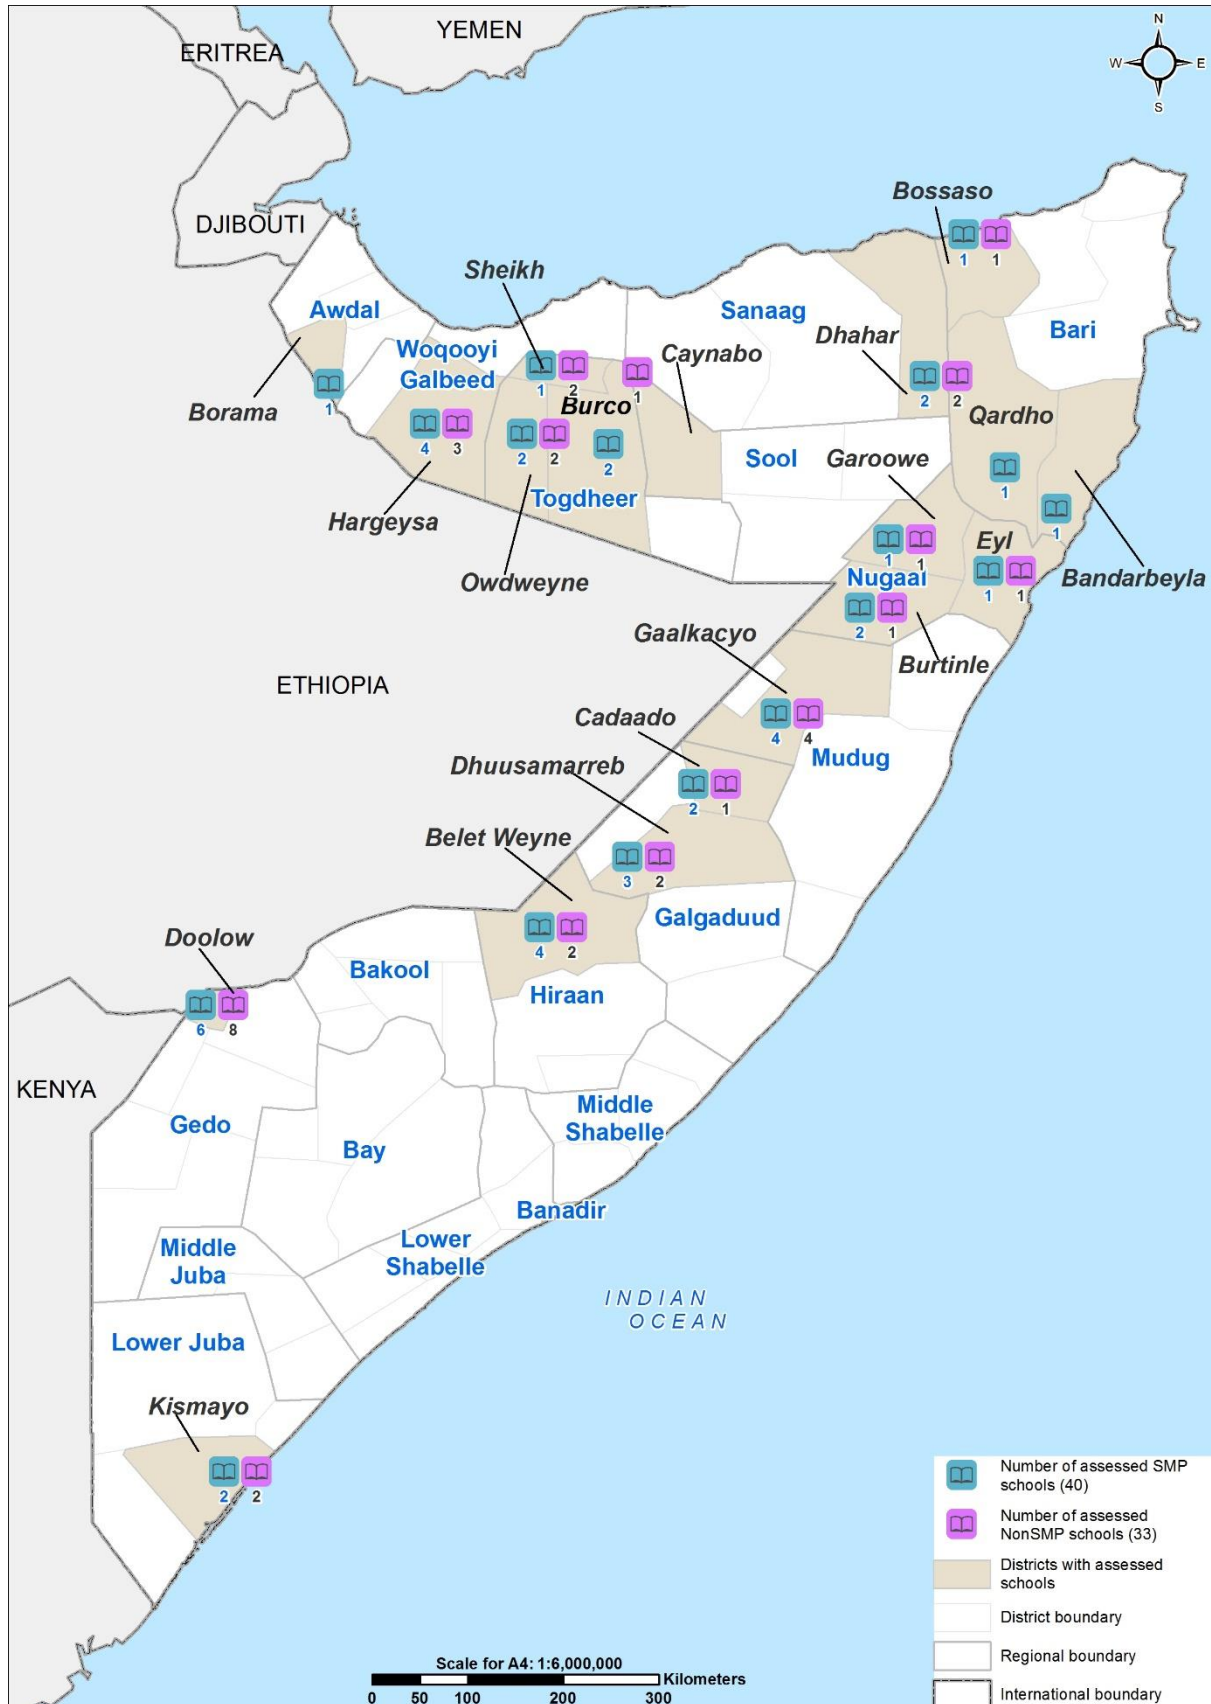 YEMEN
ERITREA
N
W
E
S
DJIBOUTI
Bossaso
1
1
Sheikh
Sanaag
Awdal
Dhahar
Bari
Woqooyi
Galbeed
Caynabo
Borama
1
1
2
1
Burco
2
2
Qardho
4
3
2
2
2
Sool
Garoowe
1
Togdheer
Hargeysa
1
Owdweyne
1
1
Eyl
Bandarbeyla
Nugaal
1
1
Gaalkacyo
2
1
Burtinle
ETHIOPIA
Cadaado
4
4
Mudug
Dhuusamarreb
2
1
Belet Weyne
3
2
Galgaduud
Doolow
4
2
Bakool
Hiraan
6
8
KENYA
Gedo
Middle
Shabelle
Bay
Banadir
Middle
Juba
Lower
Shabelle
INDIAN
OCEAN
Lower Juba
Kismayo
2
2
Number of assessed SMP
schools (40)
Number of assessed
NonSMP schools (33)
Districts with assessed
schools
District boundary
Regional boundary
International boundary
Scale for A4: 1:6,000,000
Kilometers
0 50 100 200 300